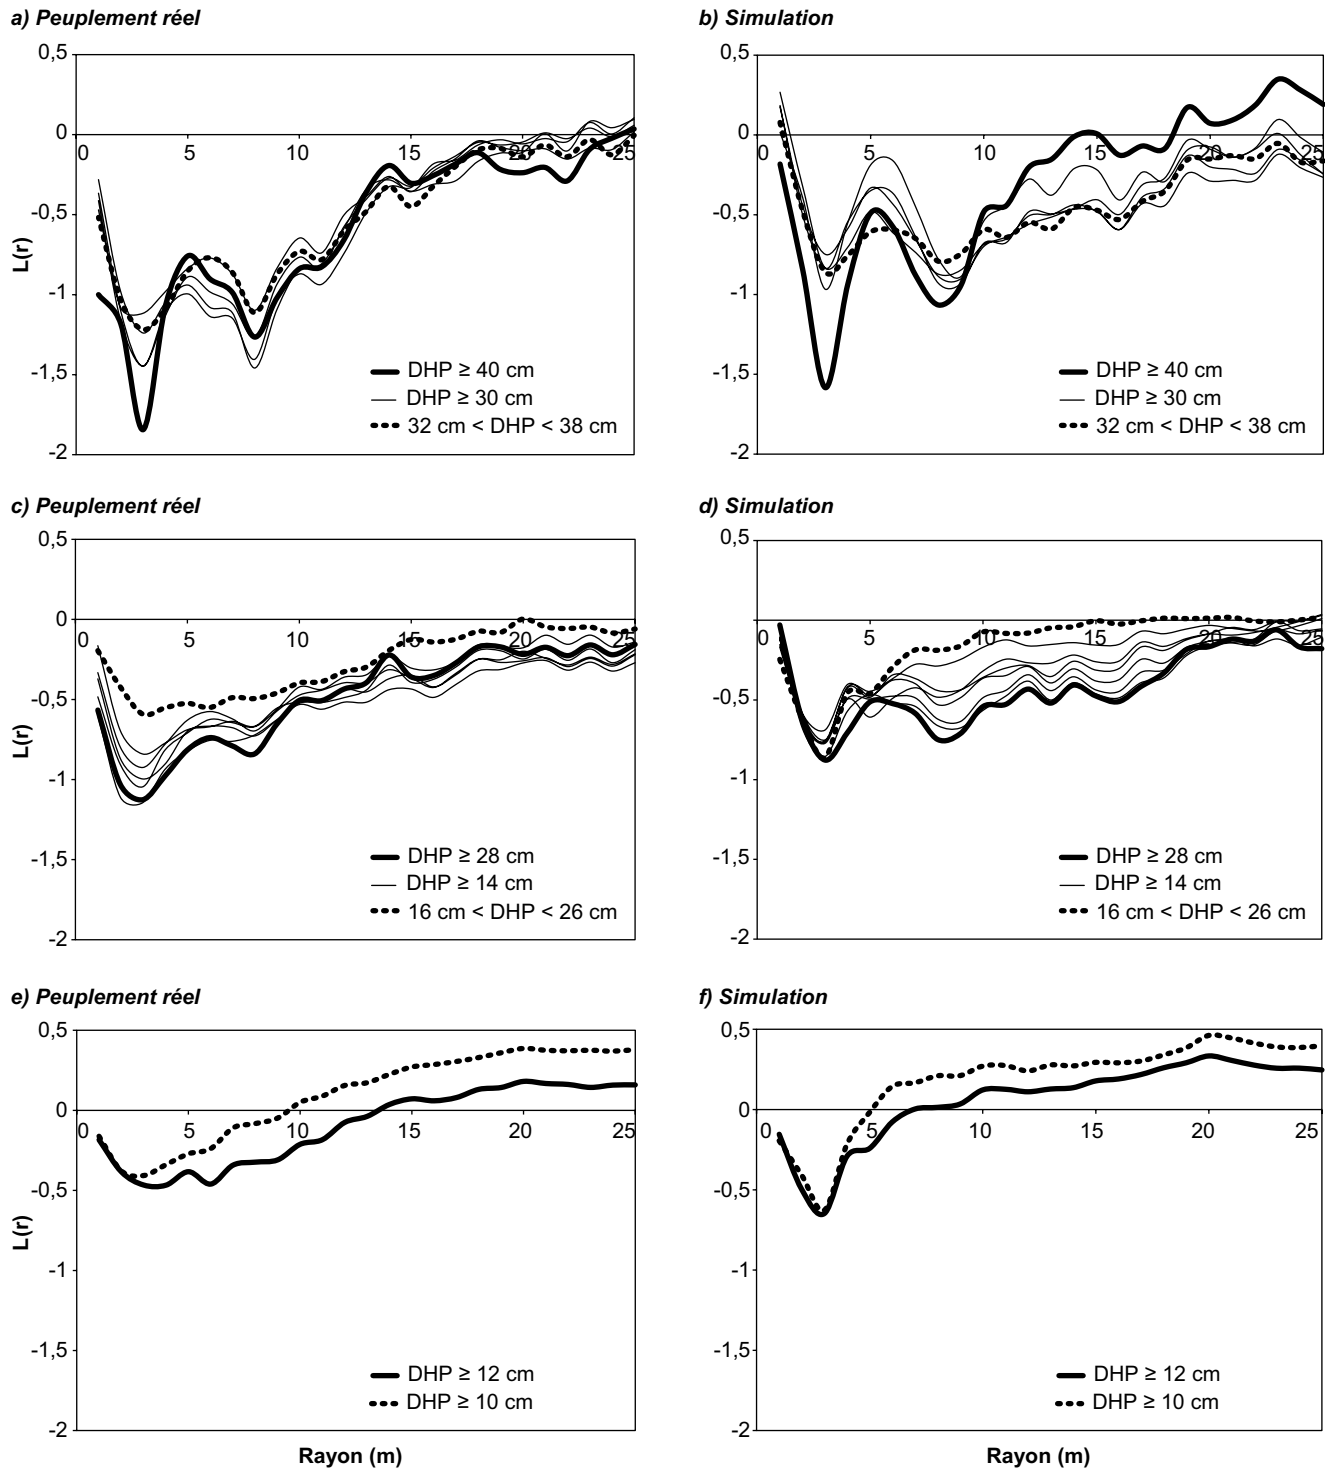 a) Peuplement réel
b) Simulation
0,5
0
-0,5
-1
-1,5
-2
L(r)
0 5 10 15 20 25
DHP ≥ 40 cm
DHP ≥ 30 cm
32 cm < DHP < 38 cm
0,5
0
-0,5
-1
-1,5
-2
0 5 10 15 20 25
DHP ≥ 40 cm
DHP ≥ 30 cm
32 cm < DHP < 38 cm
c) Peuplement réel
d) Simulation
0,5
0
-0,5
-1
-1,5
-2
L(r)
0 5 10 15 20 25
DHP ≥ 28 cm
DHP ≥ 14 cm
16 cm < DHP < 26 cm
0,5
0
-0,5
-1
-1,5
-2
0 5 10 15 20 25
DHP ≥ 28 cm
DHP ≥ 14 cm
16 cm < DHP < 26 cm
e) Peuplement réel
f) Simulation
0,5
0
-0,5
-1
-1,5
-2
L(r)
0 5 10 15 20 25
DHP ≥ 12 cm
DHP ≥ 10 cm
Rayon (m)
0,5
0
-0,5
-1
-1,5
-2
0 5 10 15 20 25
DHP ≥ 12 cm
DHP ≥ 10 cm
Rayon (m)